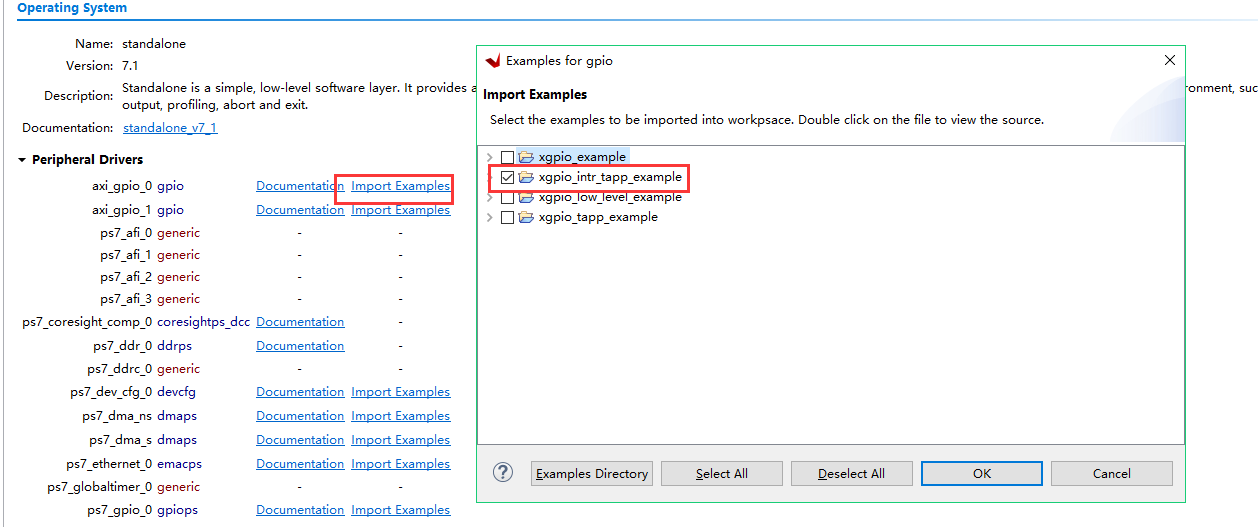 Operating System
Name: standalone
Version: 7.1
Description: Standalone is a simple, low-level software layer. It provides a
ronment, suc
output, profiling, abort and exit.
Documentation: standalone_v7_1
Peripheral Drivers
axi_gpio_0 gpio Documentation Import Examples
axi_gpio_1 gpio Documentation Import Examples
ps7_afi_0 generic - -
ps7_afi_1 generic - -
ps7_afi_2 generic - -
ps7_afi_3 generic - -
ps7_coresight_comp_0 coresightps_dcc Documentation -
ps7_ddr_0 ddrps Documentation -
ps7_ddrc_0 generic - -
ps7_dev_cfg_0 devcfg Documentation Import Examples
ps7_dma_ns dmaps Documentation Import Examples
ps7_dma_s dmaps Documentation Import Examples
ps7_ethernet_0 emacps Documentation Import Examples
ps7_globaltimer_0 generic - -
ps7_gpio_0 gpiops Documentation Import Examples
Examples for gpio
Import Examples
Select the examples to be imported into workpsace. Double click on the file to view the source.
xgpio_example
xgpio_intr_tapp_example
xgpio_low_level_example
xgpio_tapp_example
? Examples Directory Select All Deselect All OK Cancel